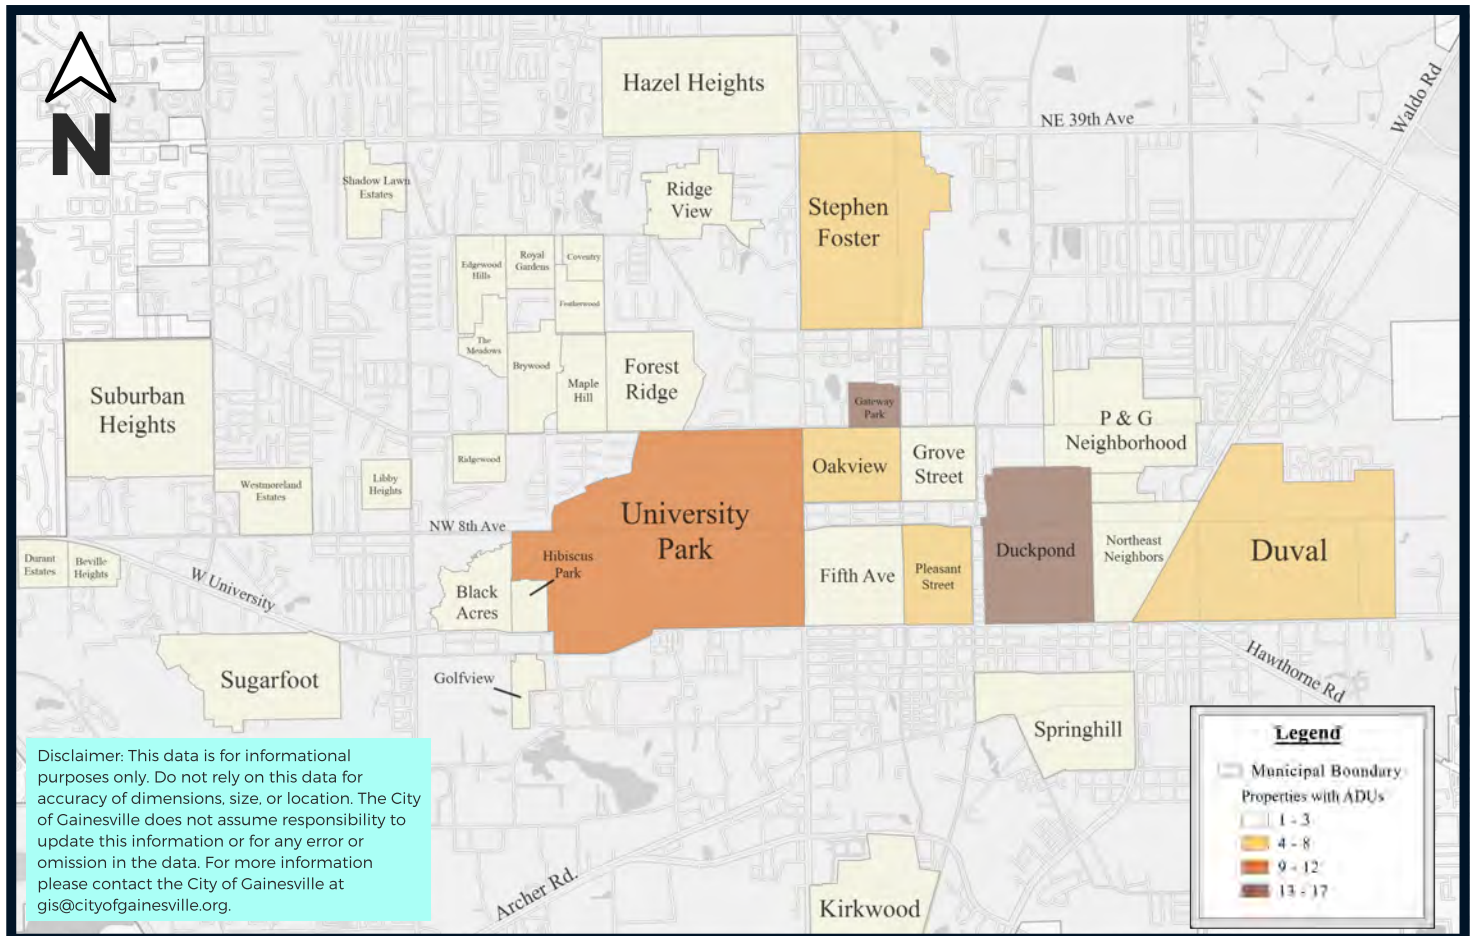 N
Hazel Heights
NE 39th Ave
Waldo Rd
Shadow Lawn
Estates
Ridge
View
Stephen
Foster
Edgewood
Hills
Royal
Gardens
Coventry
Featherwood
The
Meadows
Brywood
Maple
Hill
Forest
Ridge
Suburban
Heights
Gateway
Park
P & G
Neighborhood
Ridgewood
Oakview
Grove
Street
Westmoreland
Estates
Libby
Heights
NW 8th Ave
University
Park
Hibiscus
Park
Duckpond
Northeast
Neighbors
Duval
Durant
Estates
Beville
Heights
W University
Black
Acres
Fifth Ave
Pleasant
Street
Sugarfoot
Golfview
Hawthorne Rd
Springhill
Archer Rd.
Kirkwood
Disclaimer: This data is for informational
purposes only. Do not rely on this data for
accuracy of dimensions, size, or location. The City
of Gainesville does not assume responsibility to
update this information or for any error or
omission in the data. For more information
please contact the City of Gainesville at
gis@cityofgainesville.org.
Legend
Municipal Boundary
Properties with ADUs
1 - 3
4 - 8
9 - 12
13 - 17